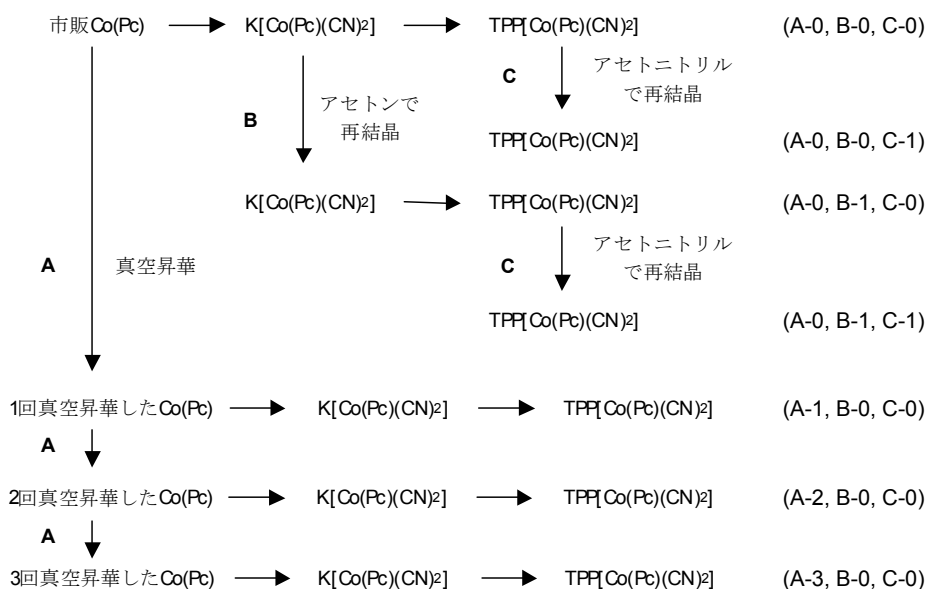 市販Co(Pc) K[Co(Pc)(CN)2] TPP[Co(Pc)(CN)2] (A-0, B-0, C-0)
C アセトニトリル
で再結晶
B アセトンで
再結晶
TPP[Co(Pc)(CN)2] (A-0, B-0, C-1)
K[Co(Pc)(CN)2] TPP[Co(Pc)(CN)2] (A-0, B-1, C-0)
A 真空昇華
C アセトニトリル
で再結晶
TPP[Co(Pc)(CN)2] (A-0, B-1, C-1)
1回真空昇華したCo(Pc) K[Co(Pc)(CN)2] TPP[Co(Pc)(CN)2] (A-1, B-0, C-0)
A
2回真空昇華したCo(Pc) K[Co(Pc)(CN)2] TPP[Co(Pc)(CN)2] (A-2, B-0, C-0)
A
3回真空昇華したCo(Pc) K[Co(Pc)(CN)2] TPP[Co(Pc)(CN)2] (A-3, B-0, C-0)